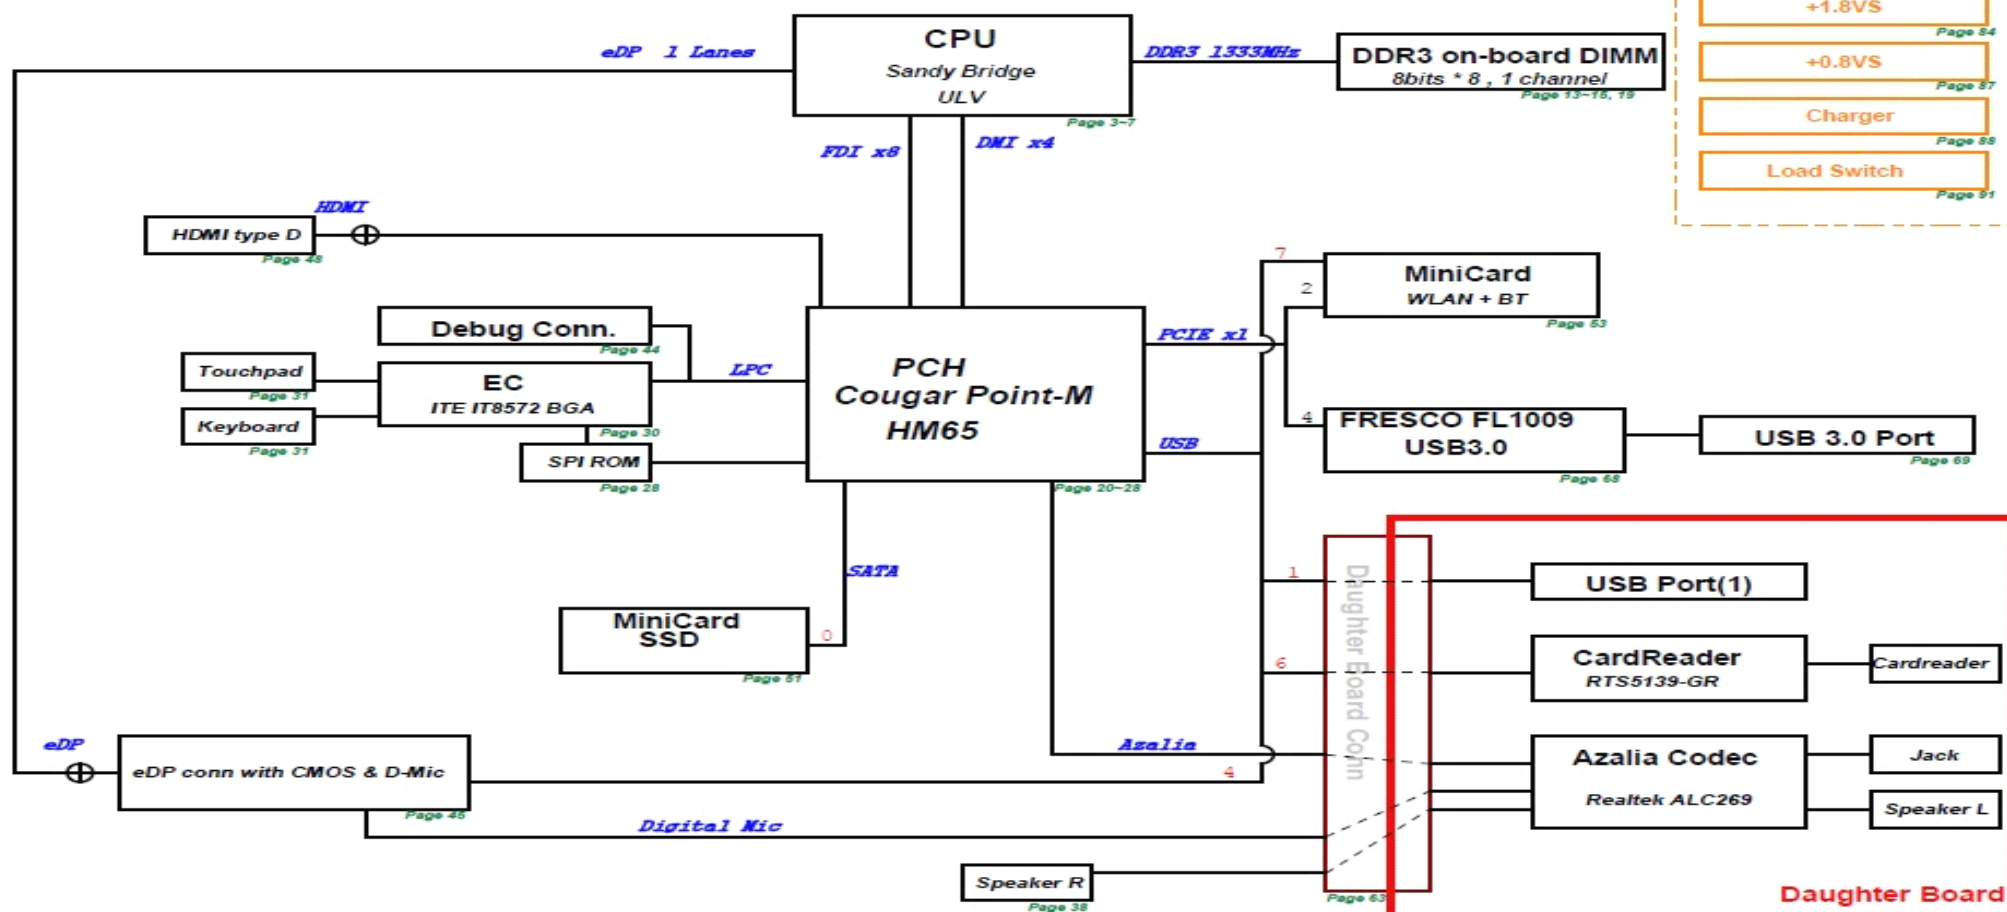 +1.8VS
Page 84
+0.8VS
Page 87
Charger
Page 88
Load Switch
Page 91
eDP 1 Lanes
CPU
Sandy Bridge
ULV
Page 3~7
DDR3 1333MHz
DDR3 on-board DIMM
8bits * 8 , 1 channel
Page 13~15, 19
FDI x8
DMI x4
HDMI
HDMI type D
Page 48
7
2
MiniCard
WLAN + BT
Page 53
Debug Conn.
Page 44
Touchpad
Page 31
EC
ITE IT8572 BGA
Page 30
Keyboard
Page 31
LPC
SPI ROM
Page 28
PCH
Cougar Point-M
HM65
Page 20~28
PCIE x1
USB
4
FRESCO FL1009
USB3.0
Page 68
USB 3.0 Port
Page 69
SATA
MiniCard
SSD
0
Page 51
1
Daughter Board Conn
USB Port(1)
6
CardReader
RTS5139-GR
Cardreader
eDP
eDP conn with CMOS & D-Mic
Page 45
Azalia
4
Azalia Codec
Realtek ALC269
Jack
Speaker L
Digital Mic
Speaker R
Page 38
Page 63
Daughter Board